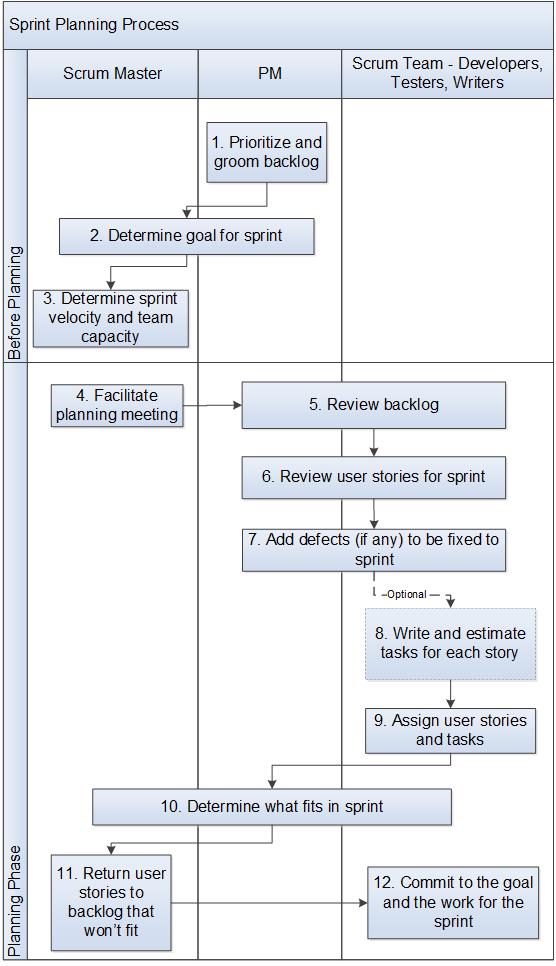 Sprint Planning Process
Scrum Master
PM
Scrum Team - Developers,
Testers, Writers
Before Planning
1. Prioritize and
groom backlog
2. Determine goal for sprint
3. Determine sprint
velocity and team
capacity
Planning Phase
4. Facilitate
planning meeting
5. Review backlog
6. Review user stories for sprint
7. Add defects (if any) to be fixed to
sprint
Optional
8. Write and estimate
tasks for each story
9. Assign user stories
and tasks
10. Determine what fits in sprint
11. Return user
stories to
backlog that
won't fit
12. Commit to the goal
and the work for the
sprint